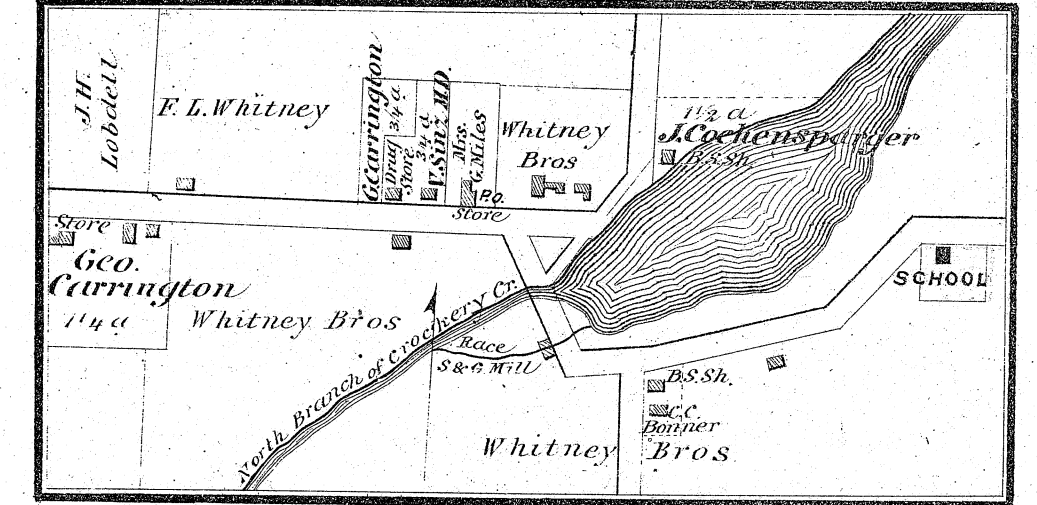 J. H.
Lobdell
F. L. Whitney
G. Carrington
Drug
Store
3/4 a
3/4 a
V. Sinz M.D.
Mrs.
G. Miles
P.O.
Store
Whitney
Bros
1 1/2 a
J. Cochensparger
B.S.Sh.
Store
Geo.
Carrington
1 1/4 a
Whitney Bros
North Branch of Crockery Cr.
Race
S & G. Mill
SCHOOL
B.S.Sh.
C.C.
Bonner
Whitney
Bros